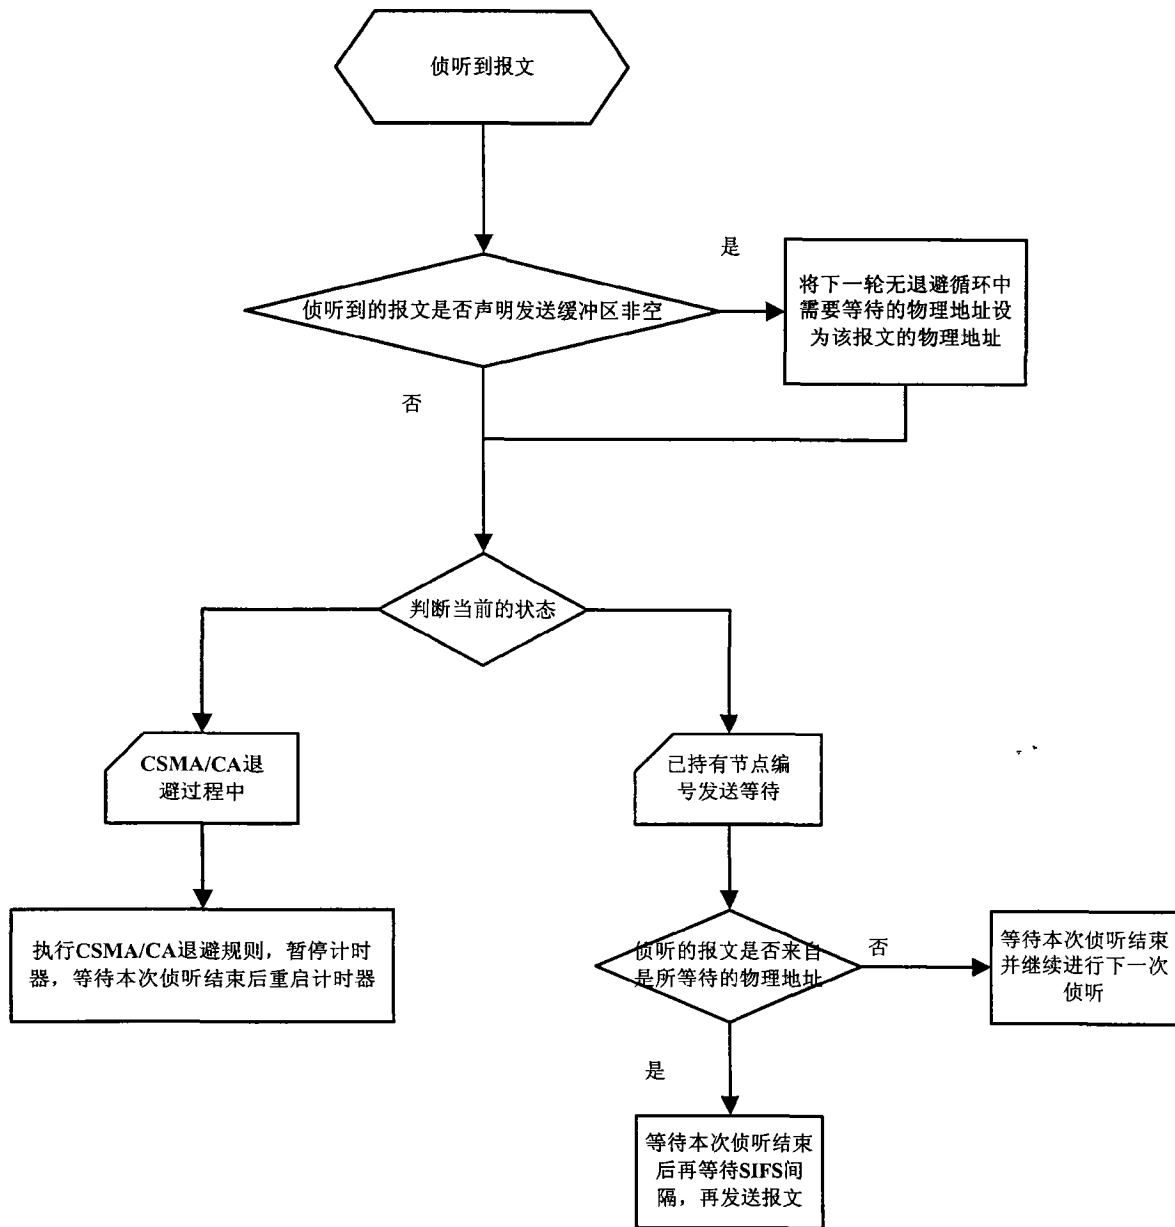 侦听到报文
是
将下一轮无退避循环中
需要等待的物理地址设
为该报文的物理地址
侦听到的报文是否声明发送缓冲区非空
否
判断当前的状态
CSMA/CA退
避过程中
已持有节点编
号发送等待
执行CSMA/CA退避规则，暂停计时
器，等待本次侦听结束后重启计时器
侦听的报文是否来自
是所等待的物理地址
否
等待本次侦听结束
并继续进行下一次
侦听
是
等待本次侦听结束
后再等待SIFS间
隔，再发送报文